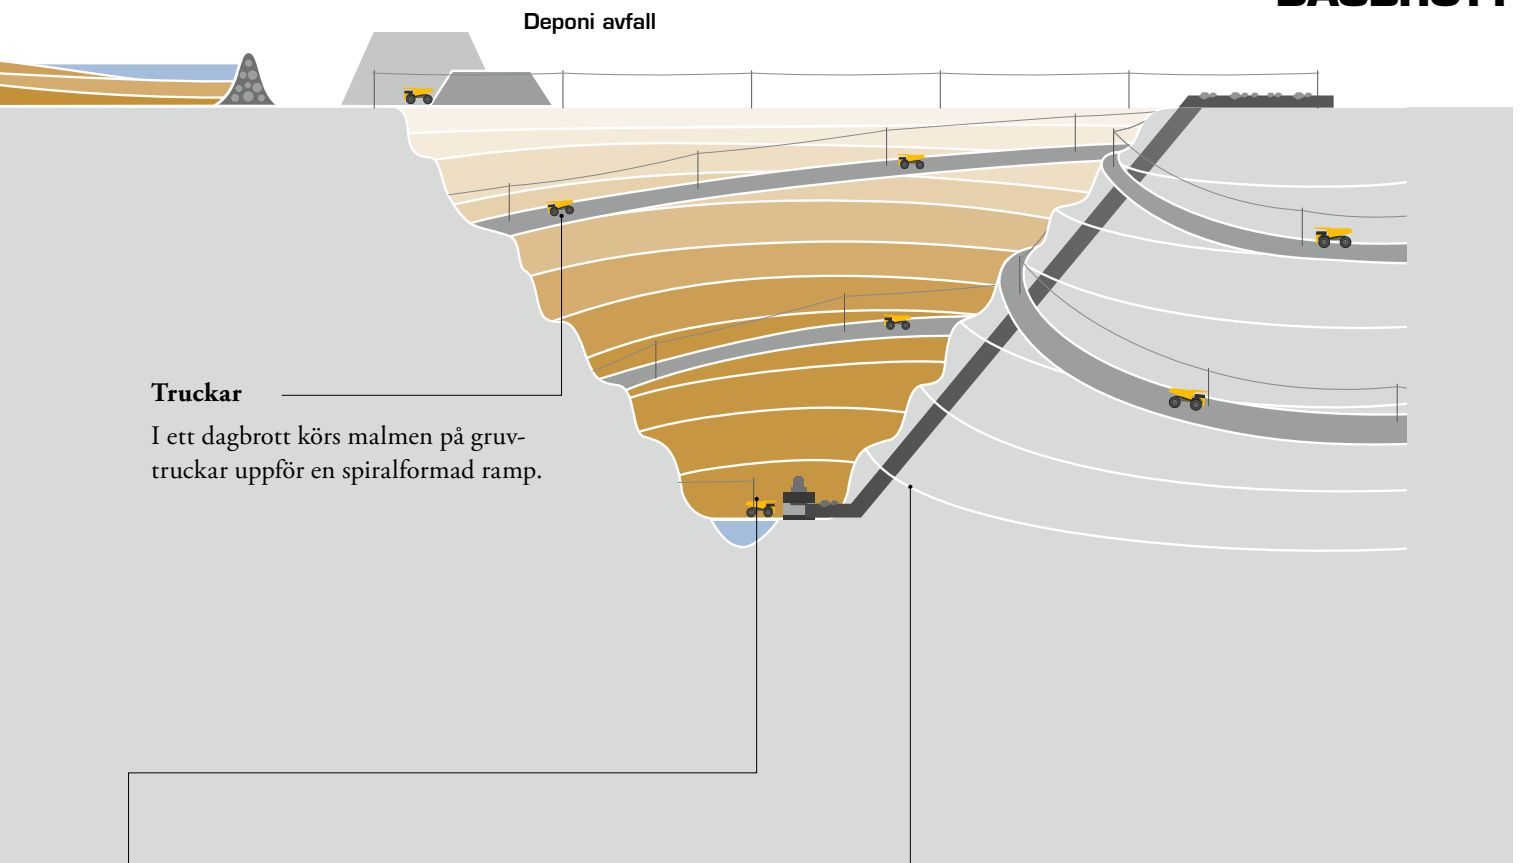 Deponi avfall
Truckar
I ett dagbrott körs malmen på gruv-
truckar uppför en spiralformad ramp.